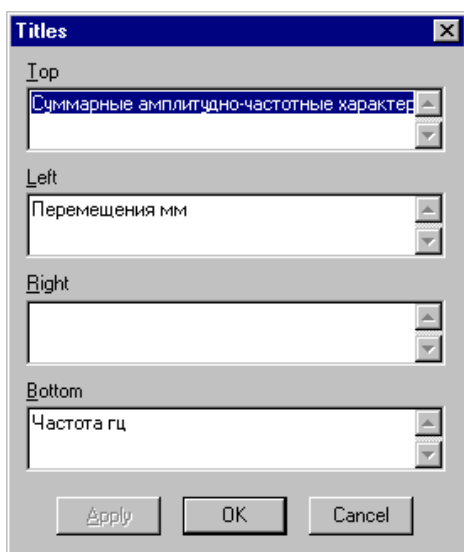 Titles
Top
Суммарные амплитудно-частотные характер
Left
Перемещения мм
Right
Bottom
Частота гц
Apply
OK
Cancel